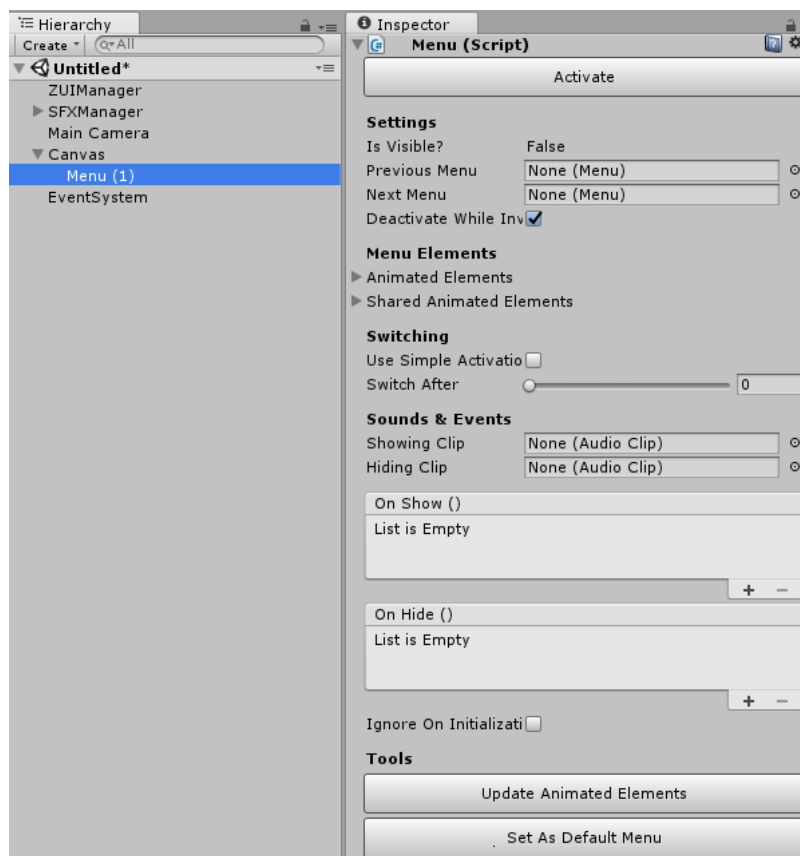 Hierarchy
Create
All
Untitled*
ZUIManager
SFXManager
Main Camera
Canvas
Menu (1)
EventSystem
Inspector
Menu (Script)
Activate
Settings
Is Visible? False
Previous Menu None (Menu)
Next Menu None (Menu)
Deactivate While Inv
Menu Elements
Animated Elements
Shared Animated Elements
Switching
Use Simple Activatio
Switch After 0
Sounds & Events
Showing Clip None (Audio Clip)
Hiding Clip None (Audio Clip)
On Show ()
List is Empty
+ −
On Hide ()
List is Empty
+ −
Ignore On Initializati
Tools
Update Animated Elements
Set As Default Menu